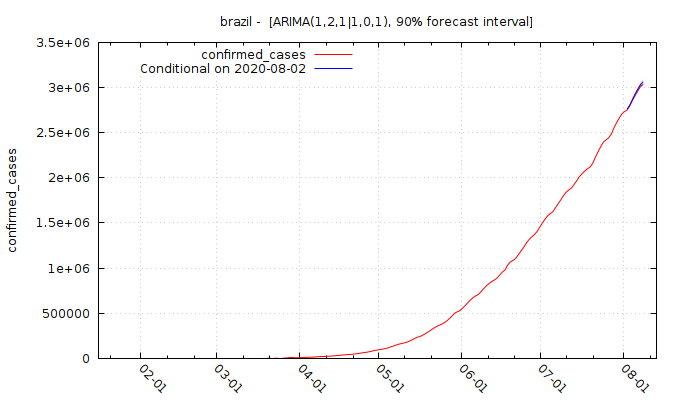 brazil -  [ARIMA(1,2,1|1,0,1), 90% forecast interval]
3.5e+06
confirmed_cases
Conditional on 2020-08-02
3e+06
2.5e+06
2e+06
1.5e+06
1e+06
500000
0
confirmed_cases
02-01
03-01
04-01
05-01
06-01
07-01
08-01